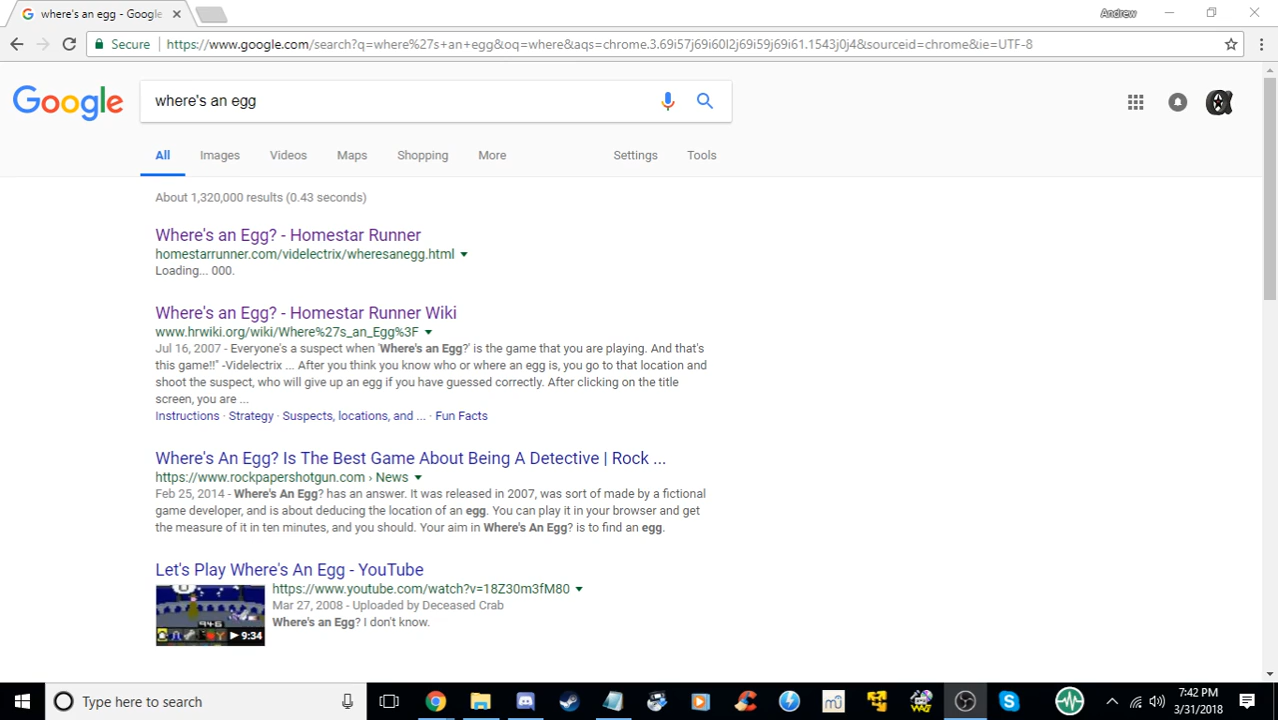 where's an egg - Google
Andrew
Secure https://www.google.com/search?q=where%27s+an+egg&oq=where&aqs=chrome.3.69i57j69i60l2j69i59j69i61.1543j0j4&sourceid=chrome&ie=UTF-8
Google where's an egg
All Images Videos Maps Shopping More Settings Tools
About 1,320,000 results (0.43 seconds)
Where's an Egg? - Homestar Runner
homestarrunner.com/videlectrix/wheresanegg.html
Loading... 000.
Where's an Egg? - Homestar Runner Wiki
www.hrwiki.org/wiki/Where%27s_an_Egg%3F
Jul 16, 2007 - Everyone's a suspect when 'Where's an Egg?' is the game that you are playing. And that's
this game!!" -Videlectrix ... After you think you know who or where an egg is, you go to that location and
shoot the suspect, who will give up an egg if you have guessed correctly. After clicking on the title
screen, you are ...
Instructions · Strategy · Suspects, locations, and ... · Fun Facts
Where's An Egg? Is The Best Game About Being A Detective | Rock ...
https://www.rockpapershotgun.com › News
Feb 25, 2014 - Where's An Egg? has an answer. It was released in 2007, was sort of made by a fictional
game developer, and is about deducing the location of an egg. You can play it in your browser and get
the measure of it in ten minutes, and you should. Your aim in Where's An Egg? is to find an egg.
Let's Play Where's An Egg - YouTube
https://www.youtube.com/watch?v=18Z30m3fM80
Mar 27, 2008 - Uploaded by Deceased Crab
Where's an Egg? I don't know.
9:34
Type here to search
7:42 PM
3/31/2018